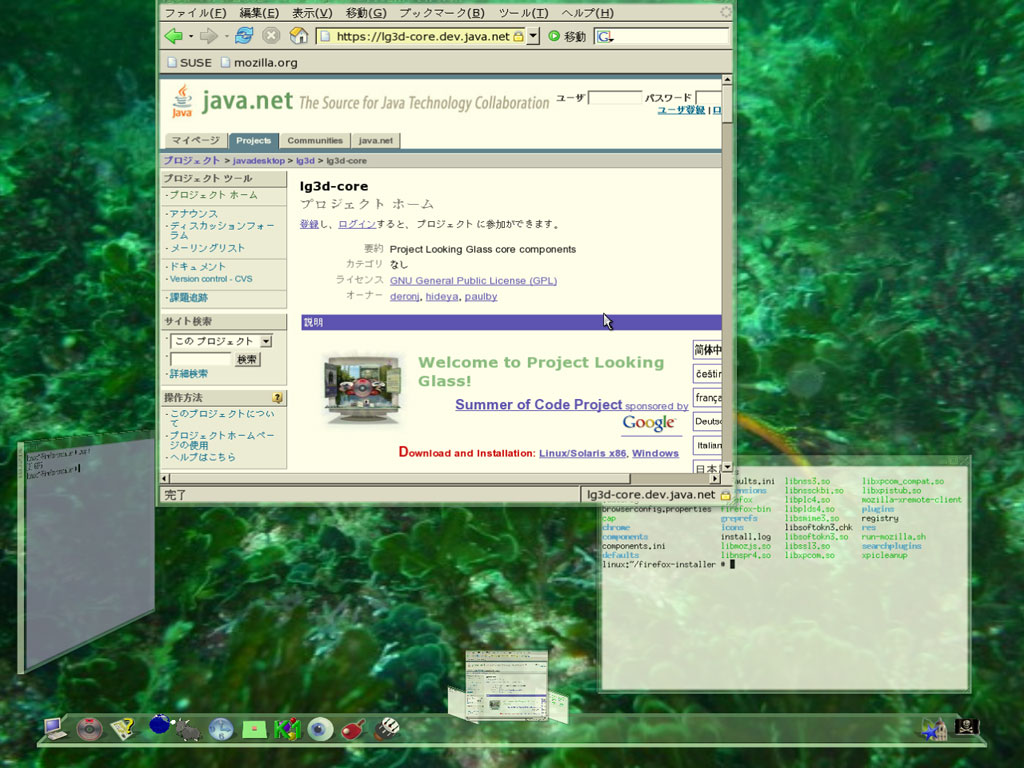 ファイル(F) 編集(E) 表示(V) 移動(G) ブックマーク(B) ツール(T) ヘルプ(H)
https://lg3d-core.dev.java.net 移動 G
SUSE mozilla.org
Java java.net The Source for Java Technology Collaboration ユーザ パスワード
ユーザ登録 | ロ
マイページ Projects Communities java.net
プロジェクト > javadesktop > lg3d > lg3d-core
プロジェクト ツール
・プロジェクト ホーム
・アナウンス
・ディスカッションフォーラム
・メーリングリスト
・ドキュメント
・Version control - CVS
・課題追跡
サイト検索
この プロジェクト
検索
・詳細検索
操作方法
・このプロジェクトについて
・プロジェクトホームページの使用
・ヘルプはこちら
lg3d-core
プロジェクト ホーム
登録し、ログインすると、プロジェクト に参加ができます。
要約 Project Looking Glass core components
カテゴリ なし
ライセンス GNU General Public License (GPL)
オーナー deronj, hideya, paulby
説明
Welcome to Project Looking
Glass!
Summer of Code Project sponsored by
Google
Download and Installation: Linux/Solaris x86, Windows
简体中
češtin
frança
Deutsc
Italian
日本
完了 lg3d-core.dev.java.net
aults.ini libnss3.so libxpcom_compat.so
ensions libnssckbi.so libxpistub.so
efox libplc4.so mozilla-xremote-client
browserconfig.properties firefox-bin libplds4.so plugins
cap greprefs libsmime3.so registry
chrome icons libsoftokn3.chk res
components install.log libsoftokn3.so run-mozilla.sh
components.ini libmozjs.so libssl3.so searchplugins
defaults libnspr4.so libxpcom.so xpicleanup
linux:~/firefox-installer #